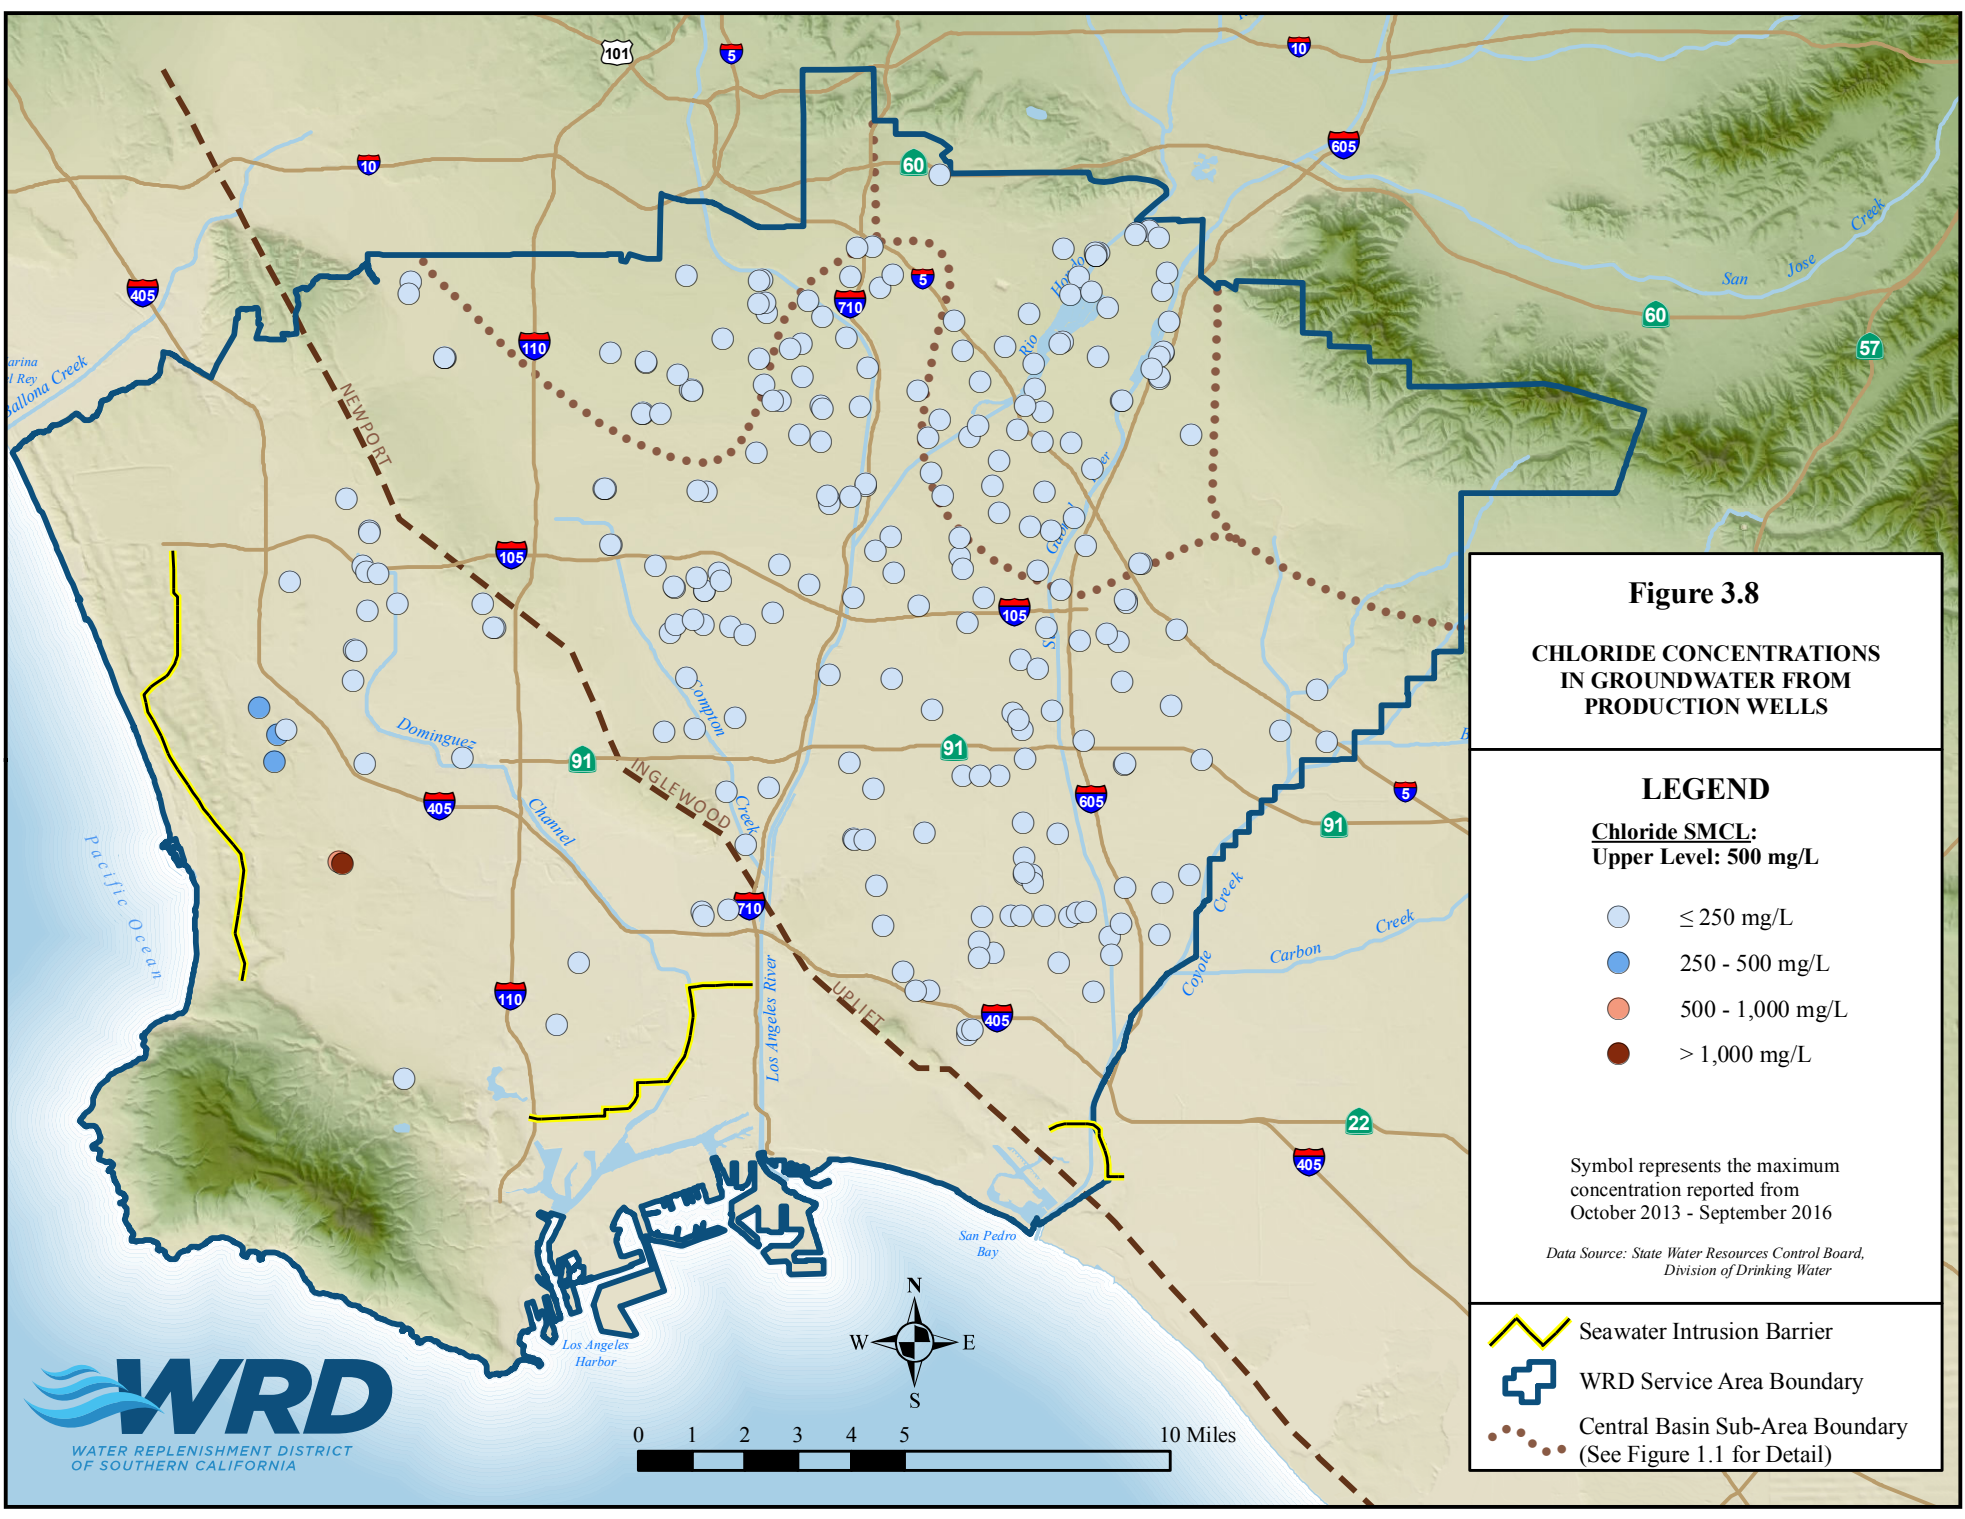 101
5
10
10
60
605
405
Creek
Jose
San
60
57
5
710
110
Hondo
Rio
arina
l Rey
Ballona Creek
NEWPORT
105
105
Compton
Creek
Dominguez
Channel
91
91
INGLEWOOD
405
605
5
91
710
Pacific Ocean
110
Los Angeles River
UPLIFT
405
Coyote
Creek
Carbon
Creek
22
405
San Pedro
Bay
Los Angeles
Harbor
N
W E
S
0 1 2 3 4 5 10 Miles
WRD
WATER REPLENISHMENT DISTRICT
OF SOUTHERN CALIFORNIA
Figure 3.8
CHLORIDE CONCENTRATIONS
IN GROUNDWATER FROM
PRODUCTION WELLS
LEGEND
Chloride SMCL:
Upper Level: 500 mg/L
≤ 250 mg/L
250 - 500 mg/L
500 - 1,000 mg/L
> 1,000 mg/L
Symbol represents the maximum
concentration reported from
October 2013 - September 2016
Data Source: State Water Resources Control Board,
Division of Drinking Water
Seawater Intrusion Barrier
WRD Service Area Boundary
Central Basin Sub-Area Boundary
(See Figure 1.1 for Detail)